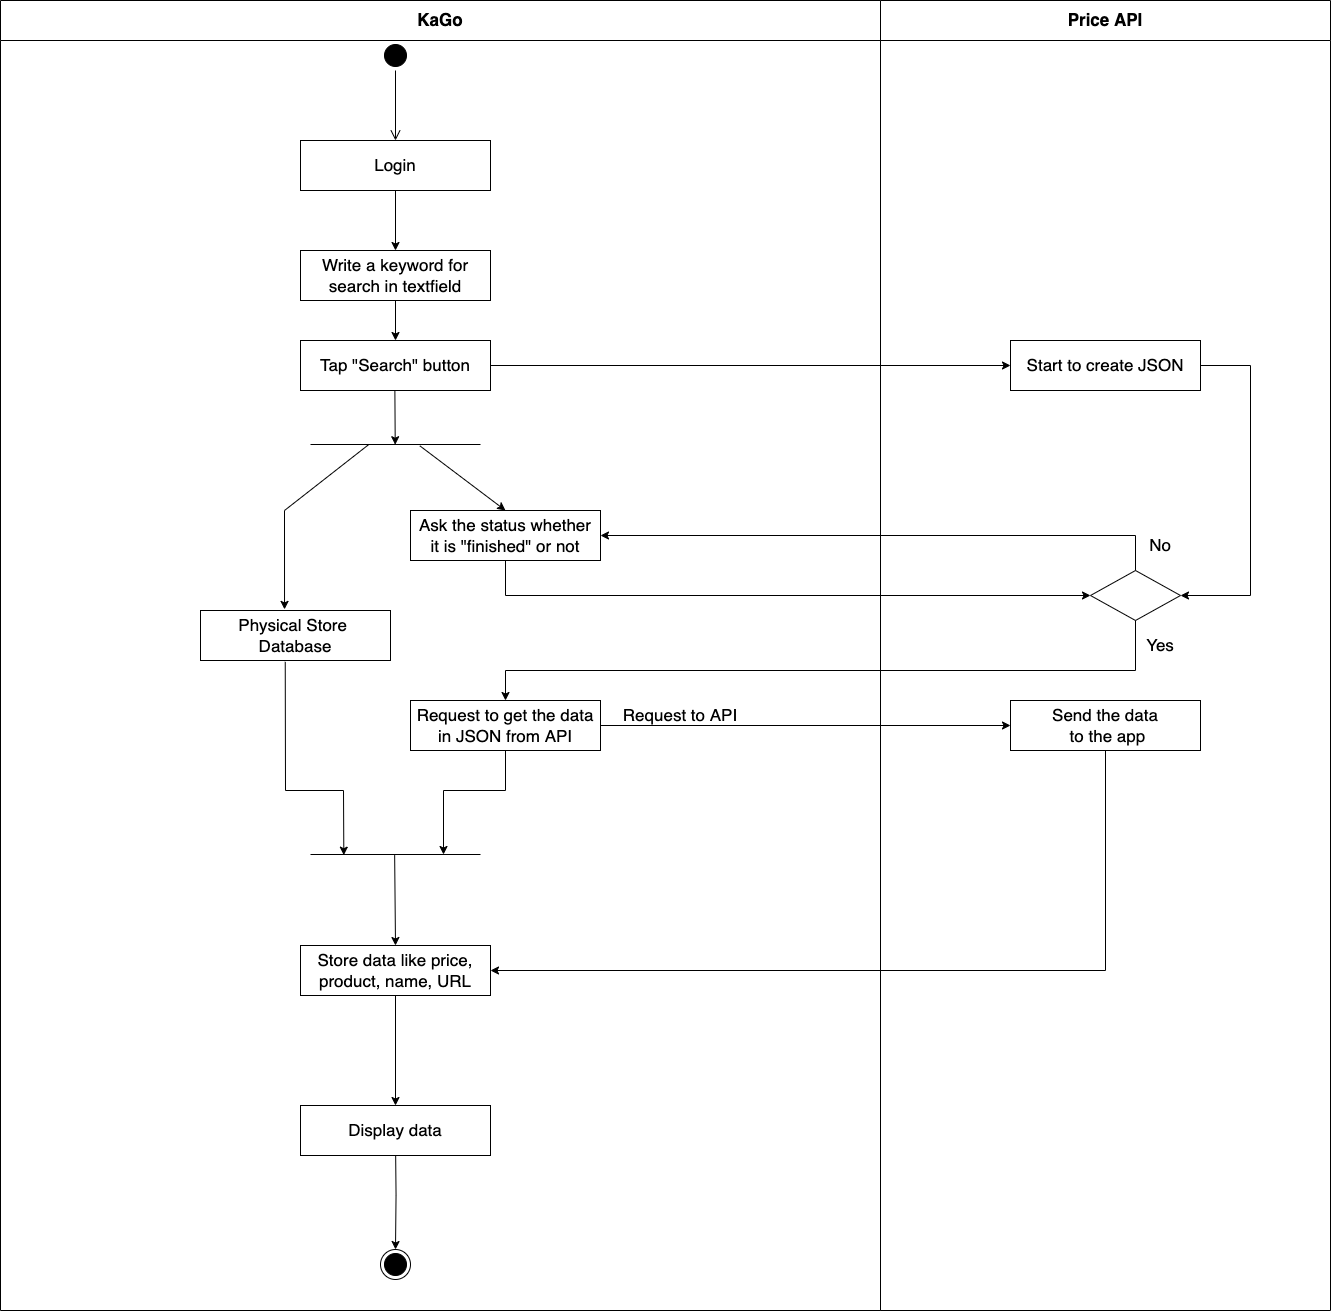 KaGo
Price API
Login
Write a keyword for
search in textfield
Tap "Search" button
Start to create JSON
Ask the status whether
it is "finished" or not
No
Physical Store
Database
Yes
Request to get the data
in JSON from API
Request to API
Send the data
to the app
Store data like price,
product, name, URL
Display data